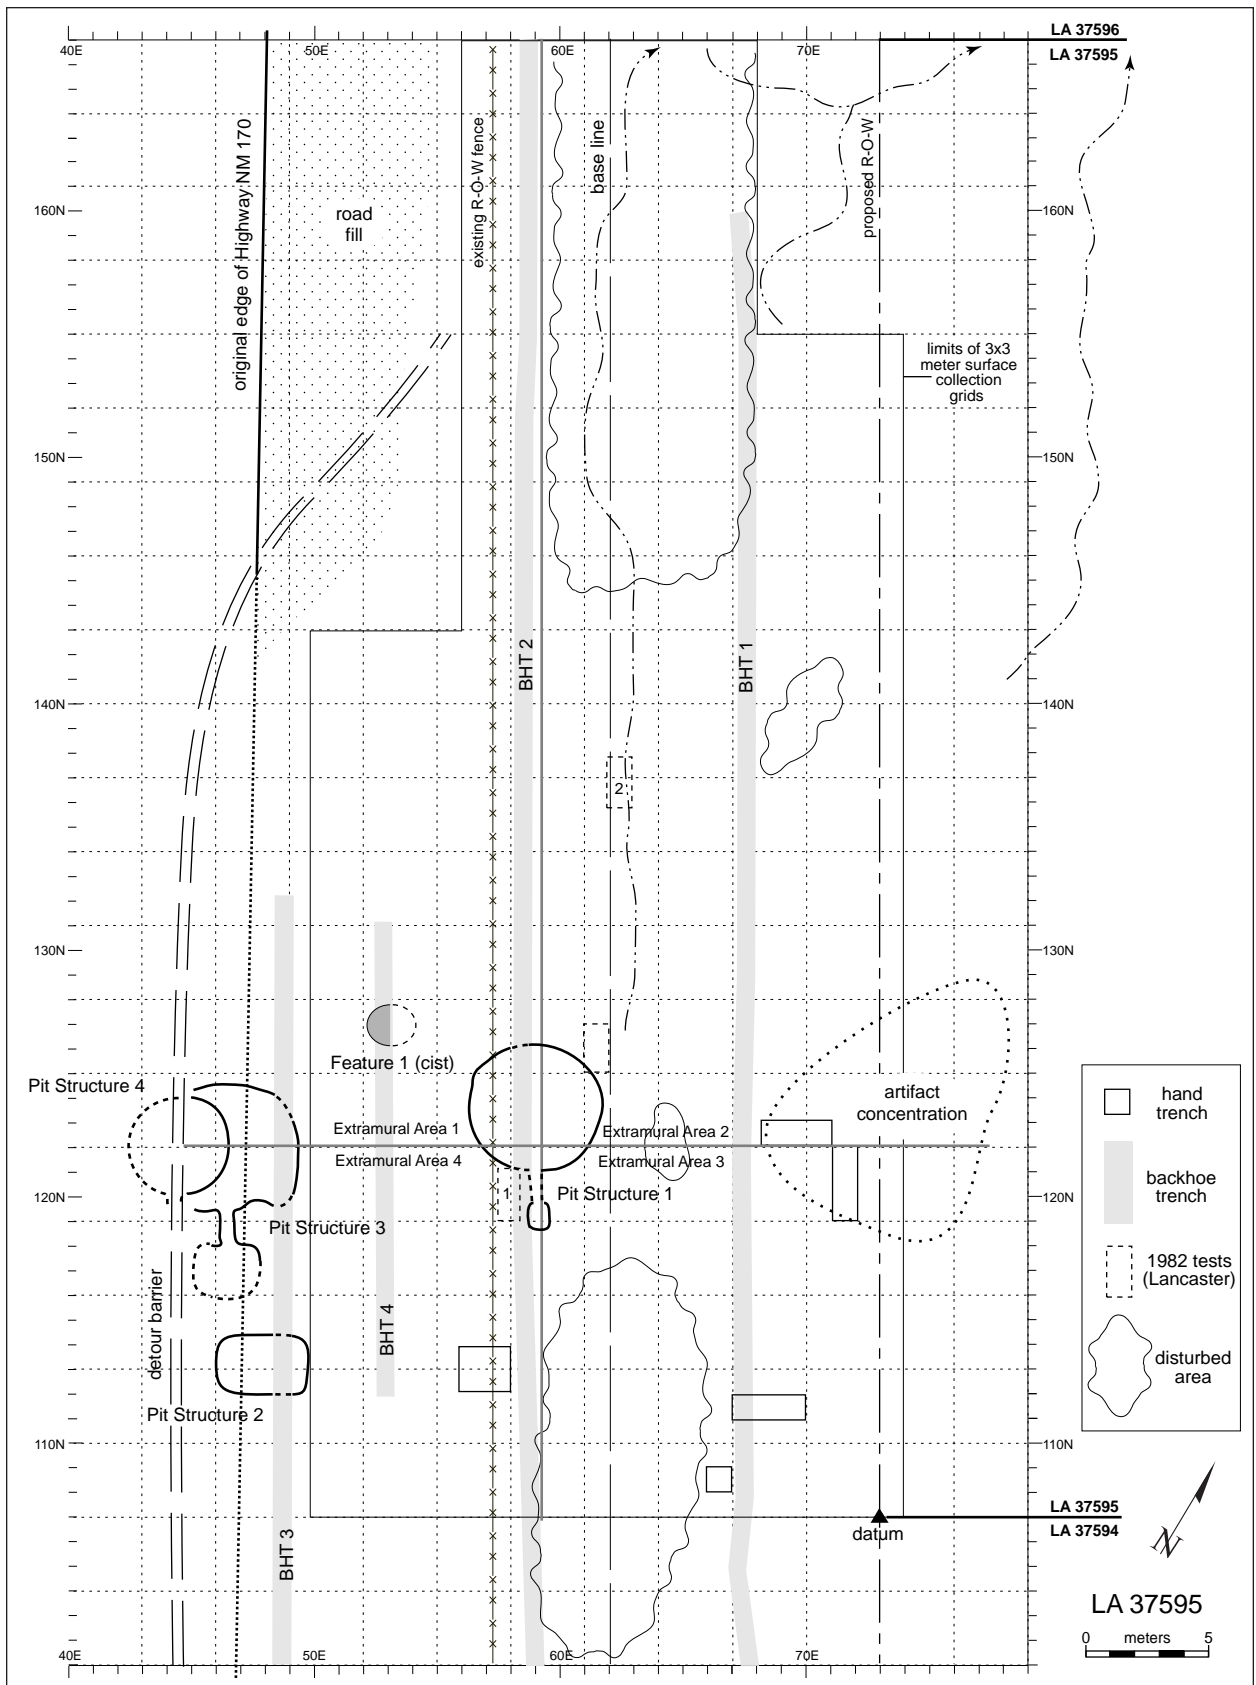 LA 37596
40E
50E
60E
70E
LA 37595
original edge of Highway NM 170
existing R-O-W fence
base line
proposed R-O-W
160N
160N
road
fill
limits of 3x3
meter surface
collection
grids
150N
150N
BHT 2
BHT 1
140N
140N
2
130N
130N
Feature 1 (cist)
Pit Structure 4
artifact
concentration
hand
trench
Extramural Area 1
Extramural Area 2
Extramural Area 4
Extramural Area 3
backhoe
trench
120N
1
Pit Structure 1
120N
Pit Structure 3
1982 tests
(Lancaster)
detour barrier
BHT 4
disturbed
area
Pit Structure 2
110N
110N
LA 37595
datum
LA 37594
BHT 3
N
LA 37595
0 meters 5
40E
50E
60E
70E